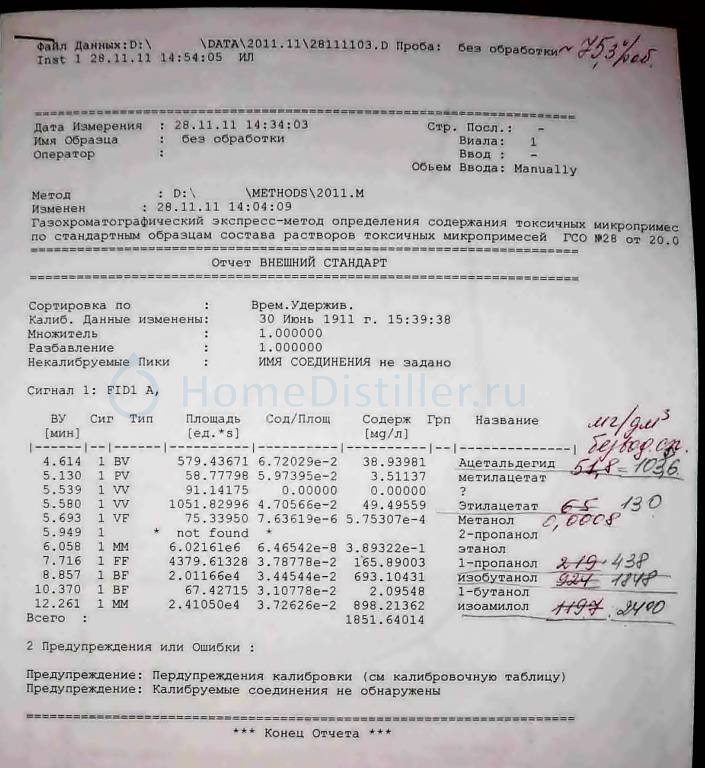 Файл Данных:D:\ \DATA\2011.11\28111103.D Проба: без обработки ~ 75,3% об.
Inst 1 28.11.11 14:54:05 ИЛ
==========================================================================
Дата Измерения : 28.11.11 14:34:03 Стр. Посл.: -
Имя Образца : без обработки Виала: 1
Оператор : Ввод : -
Обьем Ввода: Manually
Метод : D:\ \METHODS\2011.M
Изменен : 28.11.11 14:04:09
Газохроматографический экспресс-метод определения содержания токсичных микропримес
по стандартным образцам состава растворов токсичных микропримесей ГСО №28 от 20.0
==========================================================================
Отчет ВНЕШНИЙ СТАНДАРТ
==========================================================================
Сортировка по : Врем.Удержив.
Калиб. Данные изменены: 30 Июнь 1911 г. 15:39:38
Множитель : 1.000000
Разбавление : 1.000000
Некалибруемые Пики : ИМЯ СОЕДИНЕНИЯ не задано
HomeDistiller.ru
Сигнал 1: FID1 A,
ВУ Сиг Тип Площадь Сод/Площ Содерж Грп Название мг/дм³
[мин] [ед.*s] [mg/л] безвод.сп.
|-------|--|------|----------|----------|----------|--|--------------|
4.614 1 BV 579.43671 6.72029e-2 38.93981 Ацетальдегид 51,8 = 103,6
5.130 1 PV 58.77798 5.97395e-2 3.51137 метилацетат
5.539 1 VV 91.14175 0.00000 0.00000 ?
5.580 1 VV 1051.82996 4.70566e-2 49.49559 Этилацетат 65 130
5.693 1 VF 75.33950 7.63619e-6 5.75307e-4 Метанол 0,0008
5.949 1 * not found * 2-пропанол
6.058 1 MM 6.02161e6 6.46542e-8 3.89322e-1 этанол
7.716 1 FF 4379.61328 3.78778e-2 165.89003 1-пропанол 219 438
8.857 1 BF 2.01166e4 3.44544e-2 693.10431 изобутанол 924 1848
10.370 1 BF 67.42715 3.10778e-2 2.09548 1-бутанол
12.261 1 MM 2.41050e4 3.72626e-2 898.21362 изоамилол 1197 2400
Всего : 1851.64014
2 Предупреждения или Ошибки :
Предупреждение: Пердупреждения калибровки (см калибровочную таблицу)
Предупреждение: Калибруемые соединения не обнаружены
==========================================================================
*** Конец Отчета ***